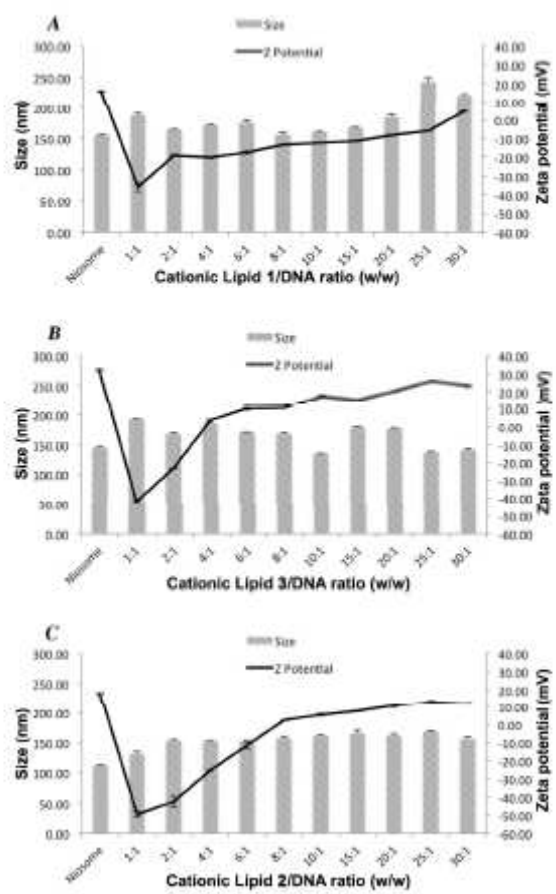 A
Size
Z Potential
300.00
250.00
200.00
150.00
100.00
50.00
0.00
Size (nm)
40.00
30.00
20.00
10.00
0.00
-10.00
-20.00
-30.00
-40.00
-50.00
-60.00
Zeta potential (mV)
Niosome 1:1 2:1 4:1 6:1 8:1 10:1 15:1 20:1 25:1 30:1
Cationic Lipid 1/DNA ratio (w/w)
B
Size
Z Potential
300.00
250.00
200.00
150.00
100.00
50.00
0.00
Size (nm)
40.00
30.00
20.00
10.00
0.00
-10.00
-20.00
-30.00
-40.00
-50.00
-60.00
Zeta potential (mV)
Niosome 1:1 2:1 4:1 6:1 8:1 10:1 15:1 20:1 25:1 30:1
Cationic Lipid 3/DNA ratio (w/w)
C
Size
Z Potential
300.00
250.00
200.00
150.00
100.00
50.00
0.00
Size (nm)
40.00
30.00
20.00
10.00
0.00
-10.00
-20.00
-30.00
-40.00
-50.00
-60.00
Zeta potential (mV)
Niosome 1:1 2:1 4:1 6:1 8:1 10:1 15:1 20:1 25:1 30:1
Cationic Lipid 2/DNA ratio (w/w)